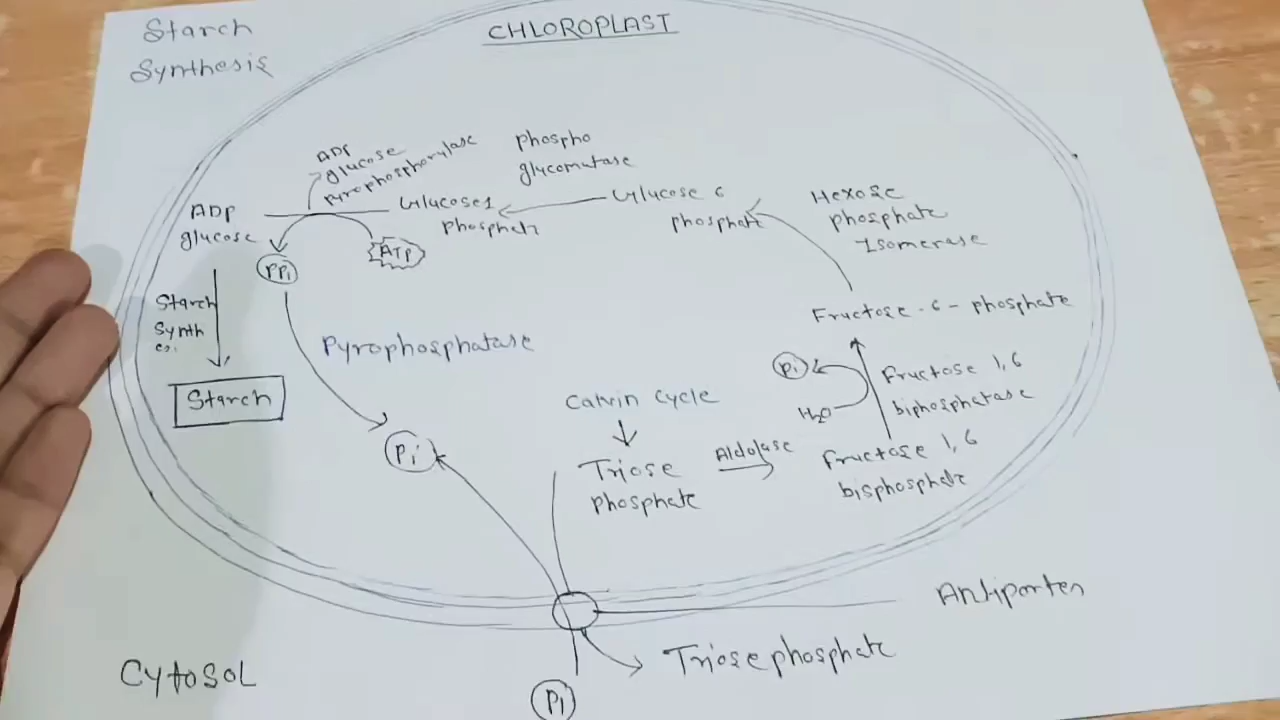 Starch
Synthesis
CHLOROPLAST
ADP
glucose
pyrophosphorylase
phospho
glucomutase
ADP
glucose
Glucose 1
phosphate
Glucose 6
phosphate
Hexose
phosphate
Isomerase
PPi
ATP
Starch
Synth
es.
Starch
Pyrophosphatase
Pi
Fructose - 6 - phosphate
Pi
H2O
Fructose 1,6
biphosphatase
Calvin cycle
Triose
phosphate
Aldolase
Fructose 1,6
bisphosphate
Antiporter
Triose phosphate
Pi
Cytosol